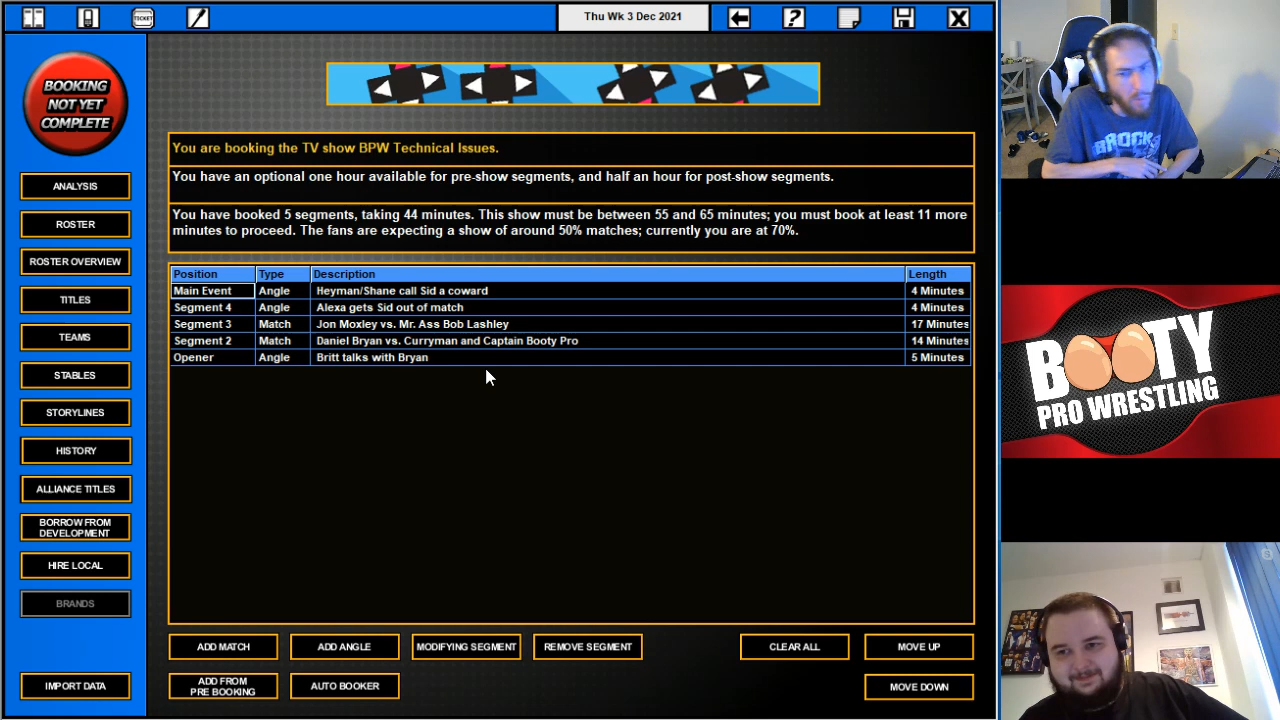 TICKET
Thu Wk 3 Dec 2021
?
X
BOOKING
NOT YET
COMPLETE
ANALYSIS
ROSTER
ROSTER OVERVIEW
TITLES
TEAMS
STABLES
STORYLINES
HISTORY
ALLIANCE TITLES
BORROW FROM
DEVELOPMENT
HIRE LOCAL
BRANDS
IMPORT DATA
You are booking the TV show BPW Technical Issues.
You have an optional one hour available for pre-show segments, and half an hour for post-show segments.
You have booked 5 segments, taking 44 minutes. This show must be between 55 and 65 minutes; you must book at least 11 more
minutes to proceed. The fans are expecting a show of around 50% matches; currently you are at 70%.
Position Type Description Length
Main Event Angle Heyman/Shane call Sid a coward 4 Minutes
Segment 4 Angle Alexa gets Sid out of match 4 Minutes
Segment 3 Match Jon Moxley vs. Mr. Ass Bob Lashley 17 Minutes
Segment 2 Match Daniel Bryan vs. Curryman and Captain Booty Pro 14 Minutes
Opener Angle Britt talks with Bryan 5 Minutes
ADD MATCH
ADD ANGLE
MODIFYING SEGMENT
REMOVE SEGMENT
CLEAR ALL
MOVE UP
ADD FROM
PRE BOOKING
AUTO BOOKER
MOVE DOWN
BOOTY
PRO WRESTLING